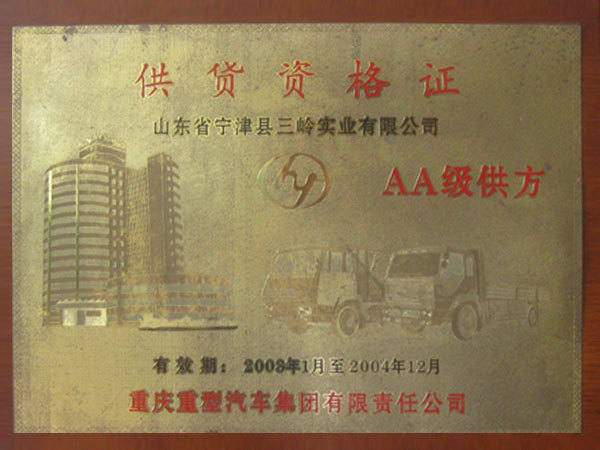 供货资格证
山东省宁津县三岭实业有限公司
AA级供方
有效期：2003年1月至2004年12月
重庆重型汽车集团有限责任公司